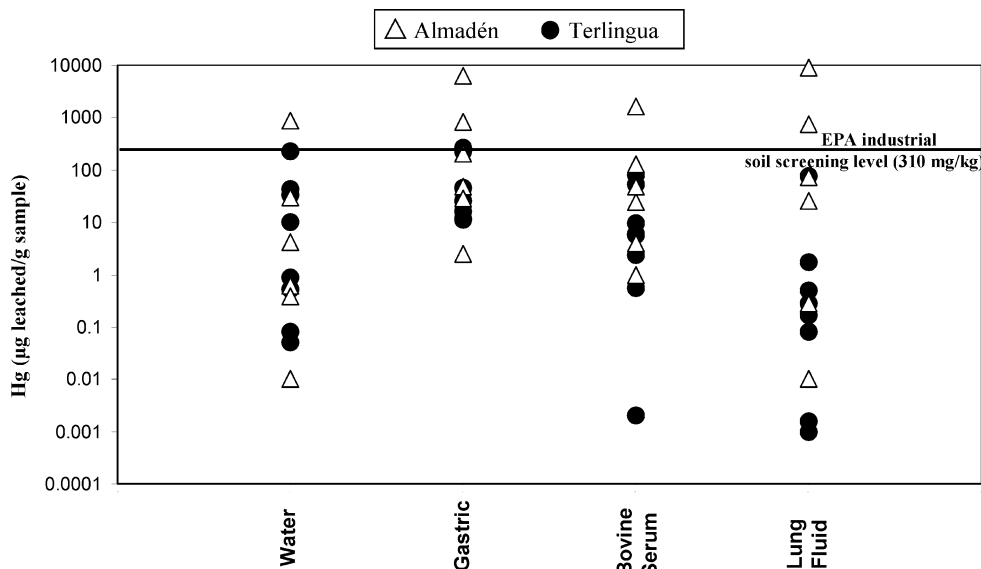 Almadén Terlingua
10000
1000
100
10
1
0.1
0.01
0.001
0.0001
Hg (µg leached/g sample)
EPA industrial
soil screening level (310 mg/kg)
Water
Gastric
Bovine
Serum
Lung
Fluid